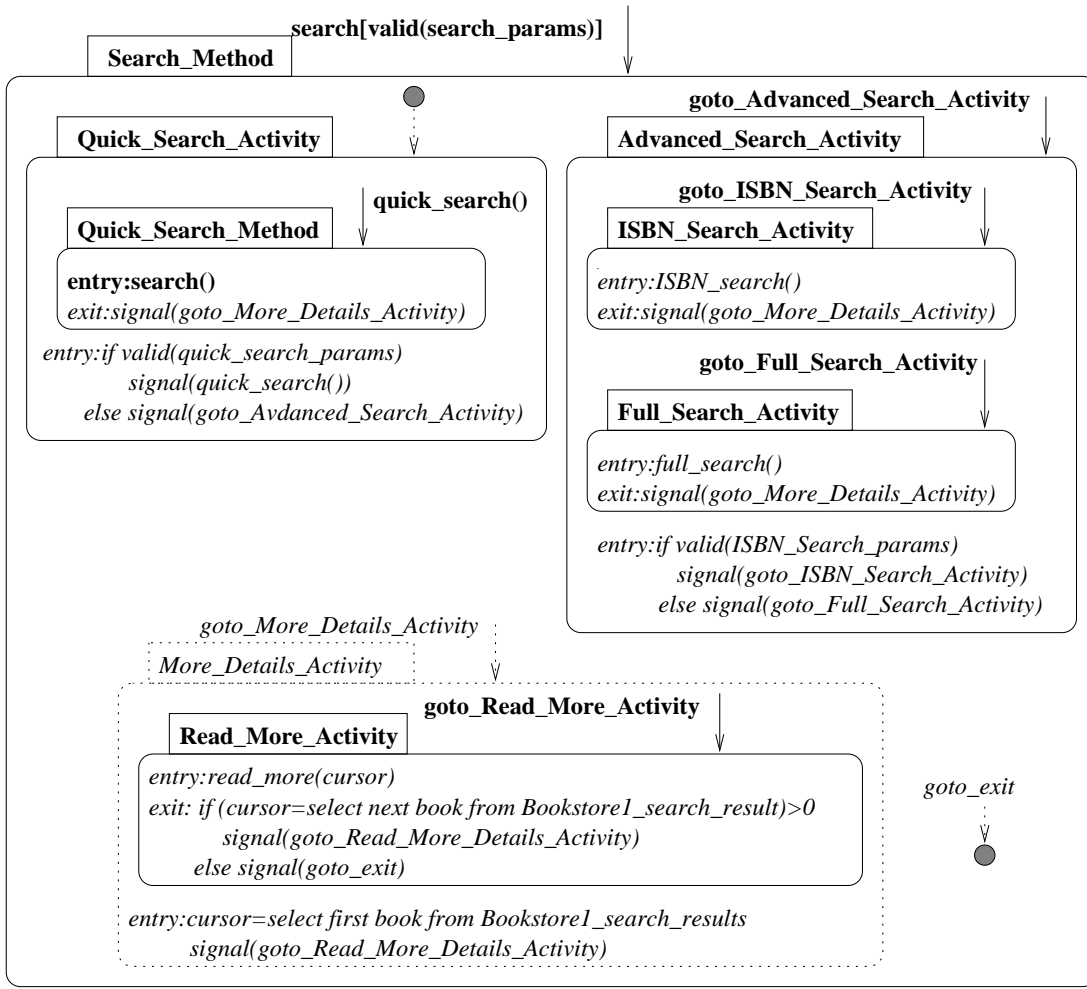 search[valid(search_params)]
Search_Method
goto_Advanced_Search_Activity
Quick_Search_Activity
Advanced_Search_Activity
quick_search()
goto_ISBN_Search_Activity
Quick_Search_Method
ISBN_Search_Activity
entry:search()
exit:signal(goto_More_Details_Activity)
entry:ISBN_search()
exit:signal(goto_More_Details_Activity)
entry:if valid(quick_search_params)
signal(quick_search())
else signal(goto_Avdanced_Search_Activity)
goto_Full_Search_Activity
Full_Search_Activity
entry:full_search()
exit:signal(goto_More_Details_Activity)
entry:if valid(ISBN_Search_params)
signal(goto_ISBN_Search_Activity)
else signal(goto_Full_Search_Activity)
goto_More_Details_Activity
More_Details_Activity
goto_Read_More_Activity
Read_More_Activity
entry:read_more(cursor)
exit: if (cursor=select next book from Bookstore1_search_result)>0
signal(goto_Read_More_Details_Activity)
else signal(goto_exit)
goto_exit
entry:cursor=select first book from Bookstore1_search_results
signal(goto_Read_More_Details_Activity)